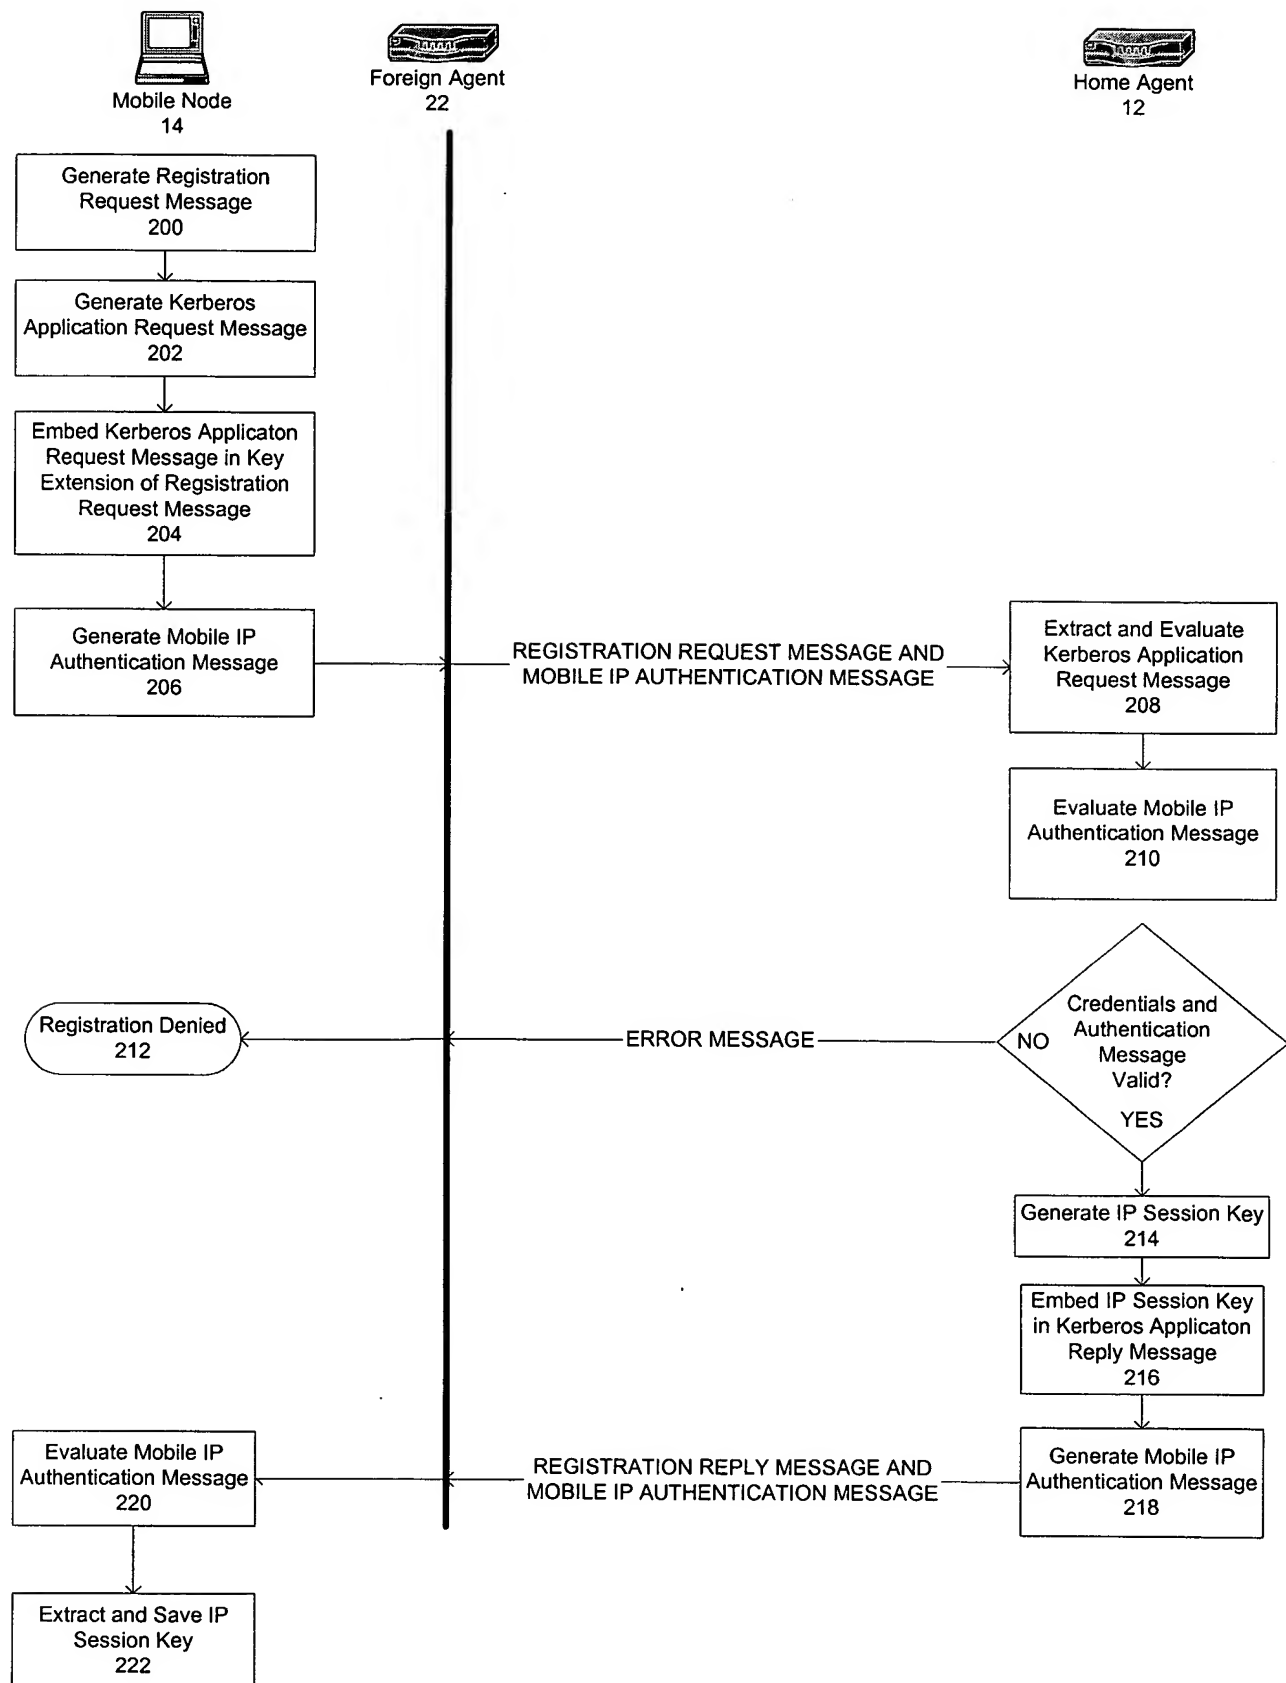 Mobile Node
14
Foreign Agent
22
Home Agent
12
Generate Registration
Request Message
200
Generate Kerberos
Application Request Message
202
Embed Kerberos Applicaton
Request Message in Key
Extension of Regsistration
Request Message
204
Generate Mobile IP
Authentication Message
206
REGISTRATION REQUEST MESSAGE AND
MOBILE IP AUTHENTICATION MESSAGE
Extract and Evaluate
Kerberos Application
Request Message
208
Evaluate Mobile IP
Authentication Message
210
Credentials and
Authentication
Message
Valid?
NO
YES
ERROR MESSAGE
Registration Denied
212
Generate IP Session Key
214
Embed IP Session Key
in Kerberos Applicaton
Reply Message
216
Generate Mobile IP
Authentication Message
218
REGISTRATION REPLY MESSAGE AND
MOBILE IP AUTHENTICATION MESSAGE
Evaluate Mobile IP
Authentication Message
220
Extract and Save IP
Session Key
222